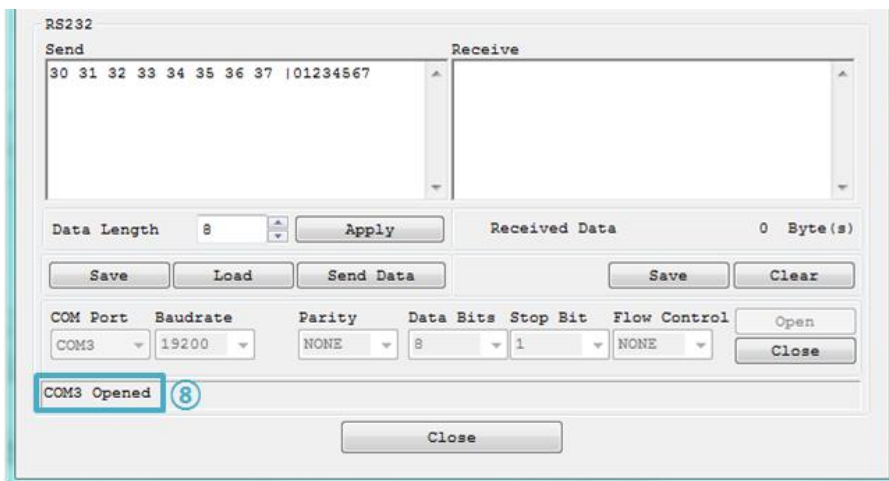 RS232
Send Receive
30 31 32 33 34 35 36 37 |01234567
Data Length 8 Apply Received Data 0 Byte(s)
Save Load Send Data Save Clear
COM Port Baudrate Parity Data Bits Stop Bit Flow Control Open
COM3 19200 NONE 8 1 NONE Close
COM3 Opened ⑧
Close